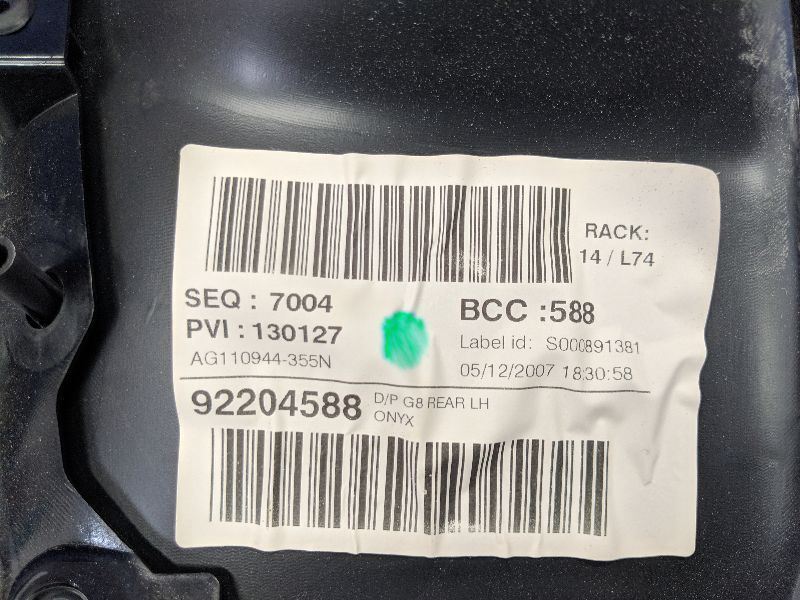 RACK:
14 / L74
SEQ : 7004
BCC :588
PVI : 130127
Label id: S000891381
AG110944-355N
05/12/2007 18:30:58
92204588
D/P G8 REAR LH
ONYX